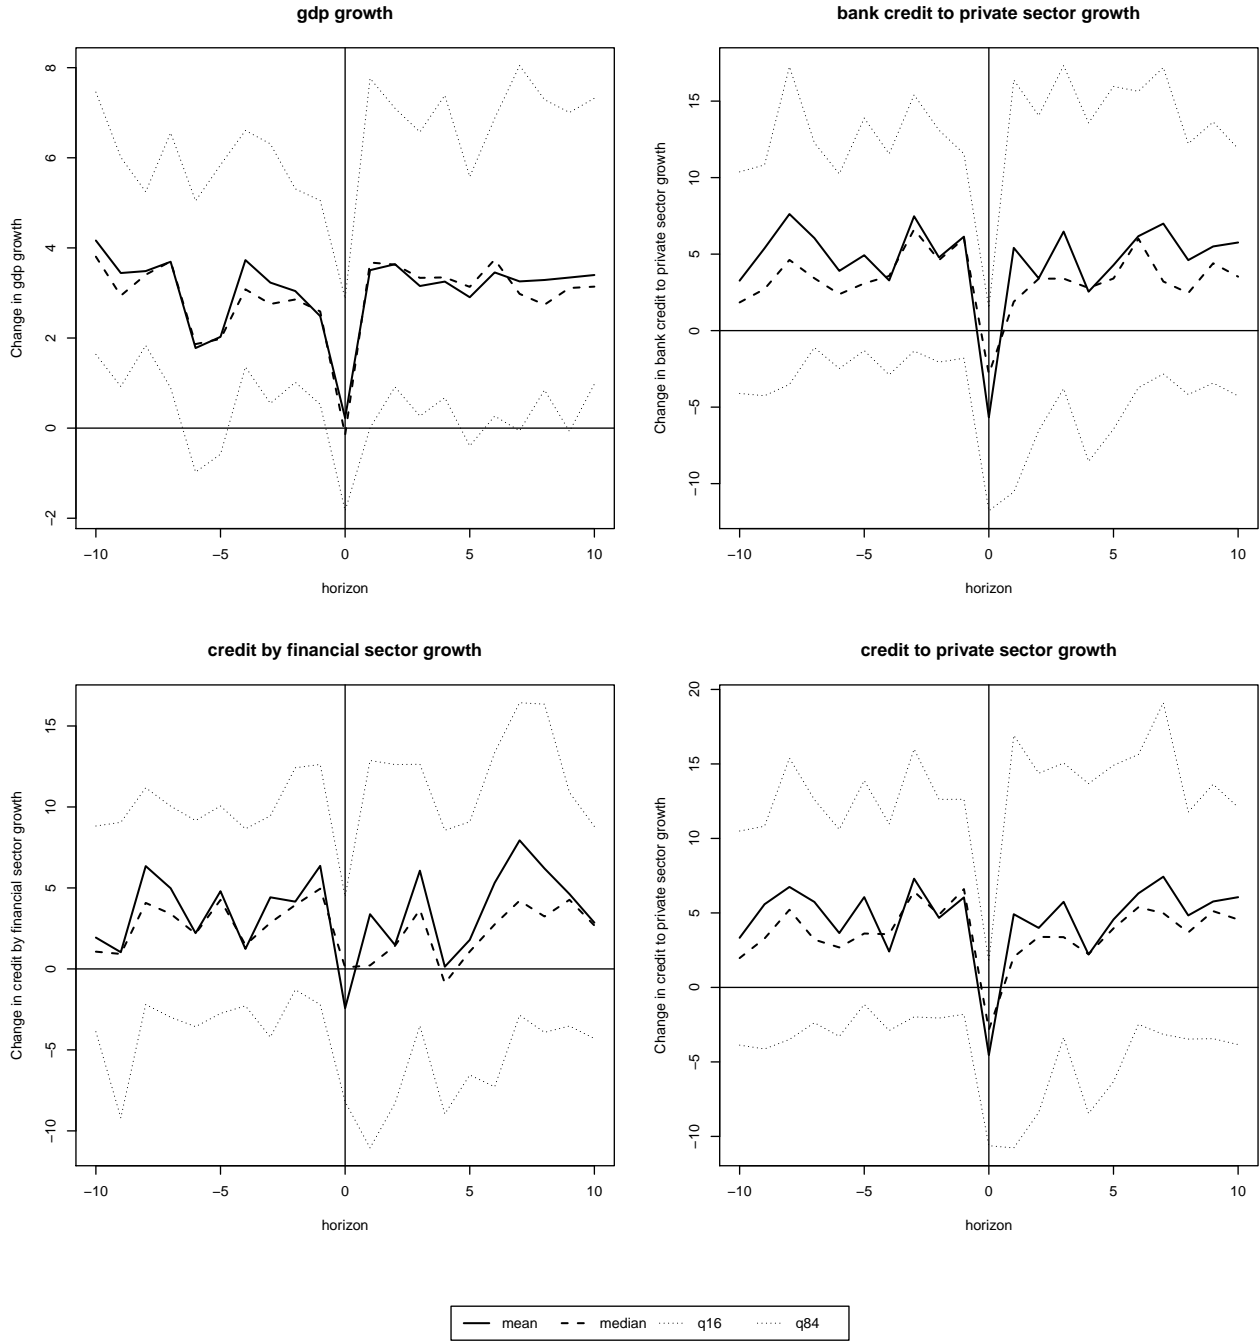 gdp growth
Change in gdp growth
8
6
4
2
0
−2
−10 −5 0 5 10
horizon
bank credit to private sector growth
Change in bank credit to private sector growth
15
10
5
0
−5
−10
−10 −5 0 5 10
horizon
credit by financial sector growth
Change in credit by financial sector growth
15
10
5
0
−5
−10
−10 −5 0 5 10
horizon
credit to private sector growth
Change in credit to private sector growth
20
15
10
5
0
−5
−10
−10 −5 0 5 10
horizon
mean median q16 q84